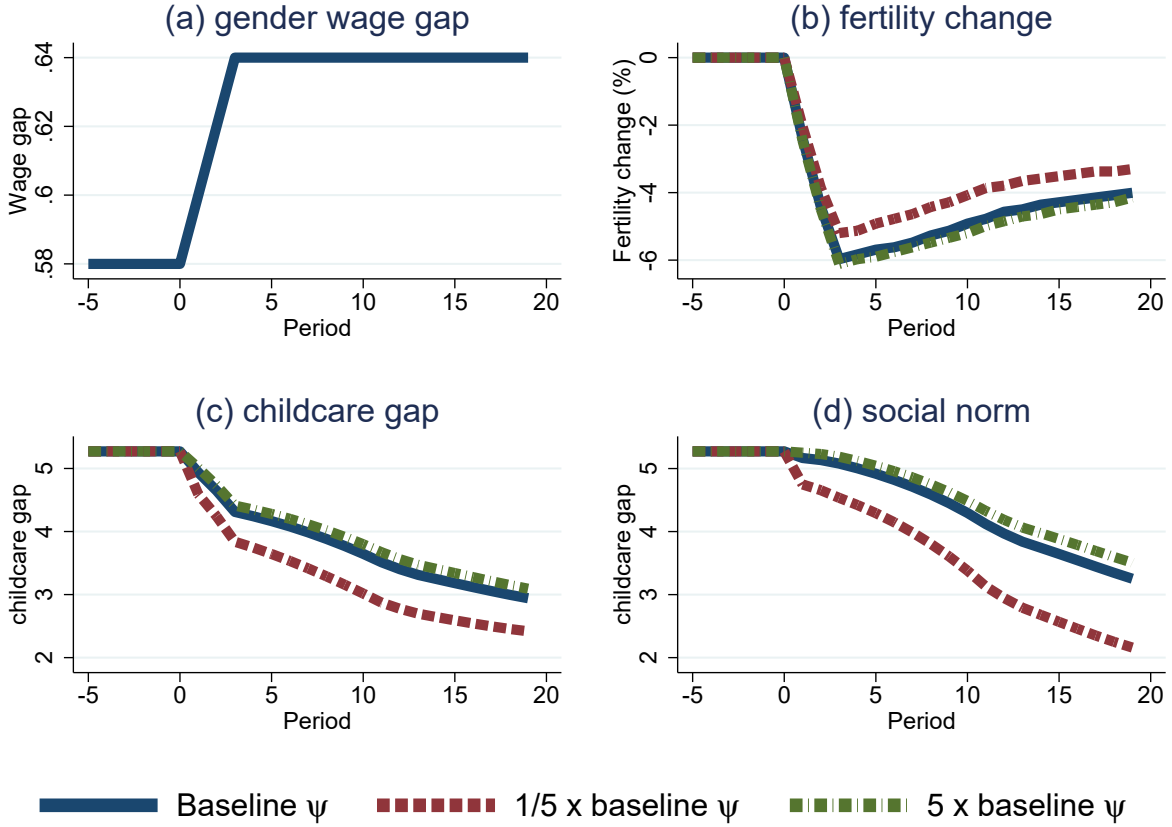 (a) gender wage gap
Wage gap
.64
.62
.6
.58
-5 0 5 10 15 20
Period
(b) fertility change
Fertility change (%)
0
-2
-4
-6
-5 0 5 10 15 20
Period
(c) childcare gap
childcare gap
5
4
3
2
-5 0 5 10 15 20
Period
(d) social norm
childcare gap
5
4
3
2
-5 0 5 10 15 20
Period
Baseline ψ 1/5 x baseline ψ 5 x baseline ψ